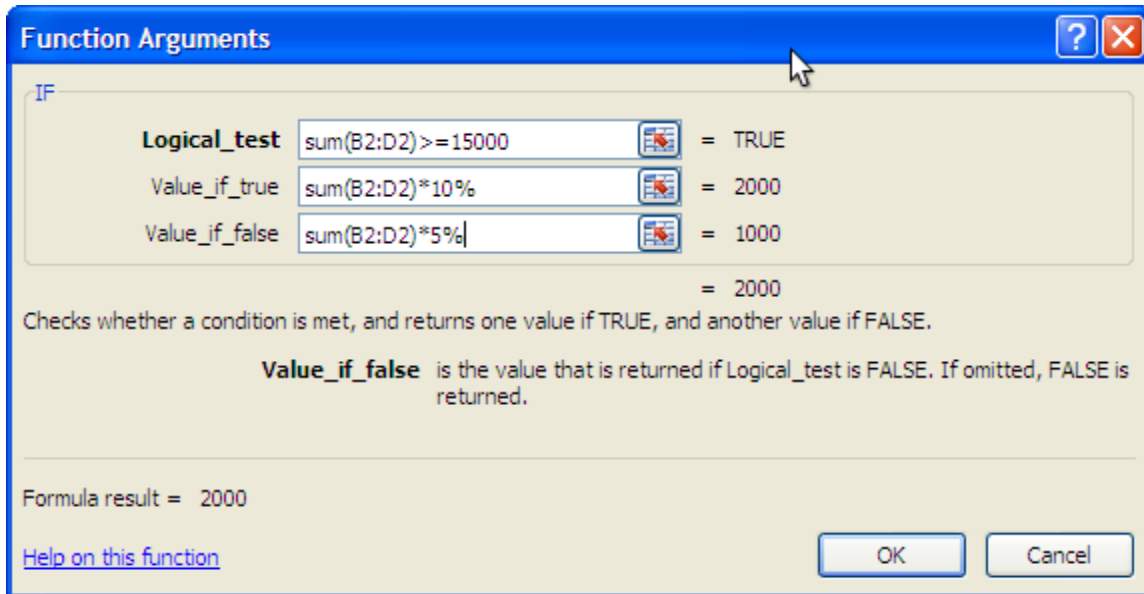 Function Arguments
IF
Logical_test sum(B2:D2)>=15000 = TRUE
Value_if_true sum(B2:D2)*10% = 2000
Value_if_false sum(B2:D2)*5% = 1000
= 2000
Checks whether a condition is met, and returns one value if TRUE, and another value if FALSE.
Value_if_false is the value that is returned if Logical_test is FALSE. If omitted, FALSE is
returned.
Formula result = 2000
Help on this function OK Cancel